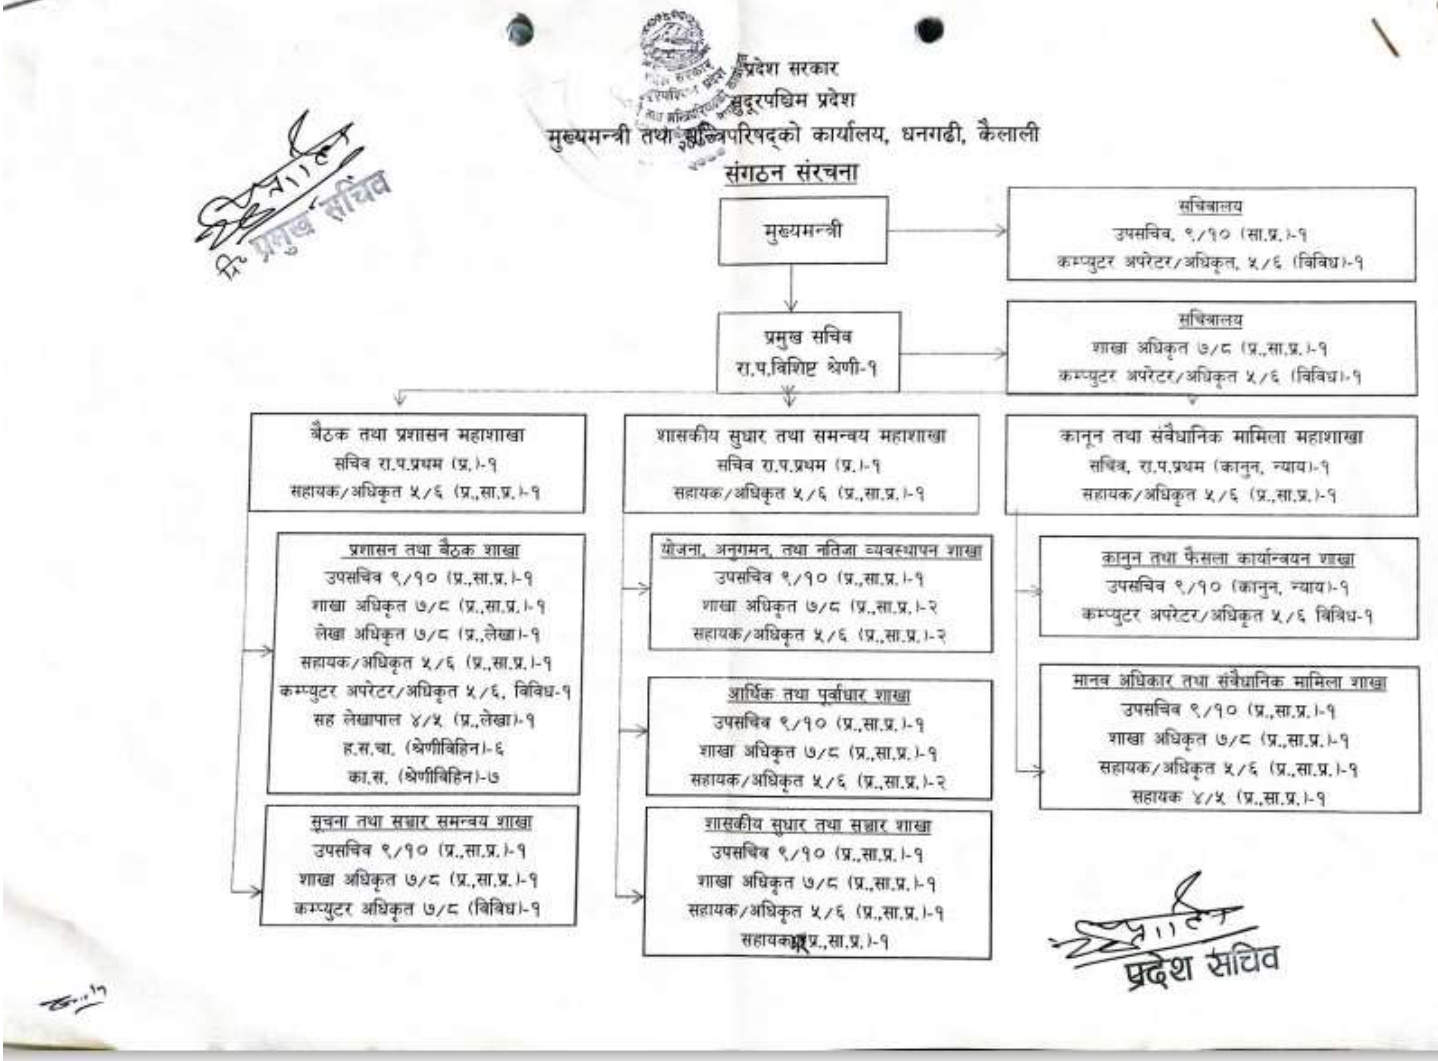 प्रदेश सरकार
सुदूरपश्चिम प्रदेश
मुख्यमन्त्री तथा मन्त्रिपरिषद्को कार्यालय, धनगढी, कैलाली
संगठन संरचना
प्रमुख सचिव
मुख्यमन्त्री
सचिवालय
उपसचिव, ९/१० (सा.प्र.)-१
कम्प्युटर अपरेटर/अधिकृत, ५/६ (विविध)-१
प्रमुख सचिव
रा.प.विशिष्ट श्रेणी-१
सचिवालय
शाखा अधिकृत ७/८ (प्र.,सा.प्र.)-१
कम्प्युटर अपरेटर/अधिकृत ५/६ (विविध)-१
बैठक तथा प्रशासन महाशाखा
सचिव रा.प.प्रथम (प्र.)-१
सहायक/अधिकृत ५/६ (प्र.,सा.प्र.)-१
शासकीय सुधार तथा समन्वय महाशाखा
सचिव रा.प.प्रथम (प्र.)-१
सहायक/अधिकृत ५/६ (प्र.,सा.प्र.)-१
कानून तथा संवैधानिक मामिला महाशाखा
सचिव, रा.प.प्रथम (कानुन, न्याय)-१
सहायक/अधिकृत ५/६ (प्र.,सा.प्र.)-१
प्रशासन तथा बैठक शाखा
उपसचिव ९/१० (प्र.,सा.प्र.)-१
शाखा अधिकृत ७/८ (प्र.,सा.प्र.)-१
लेखा अधिकृत ७/८ (प्र.,लेखा)-१
सहायक/अधिकृत ५/६ (प्र.,सा.प्र.)-१
कम्प्युटर अपरेटर/अधिकृत ५/६, विविध-१
सह लेखापाल ४/५ (प्र.,लेखा)-१
ह.स.चा. (श्रेणीविहिन)-६
का.स. (श्रेणीविहिन)-७
योजना, अनुगमन, तथा नतिजा व्यवस्थापन शाखा
उपसचिव ९/१० (प्र.,सा.प्र.)-१
शाखा अधिकृत ७/८ (प्र.,सा.प्र.)-२
सहायक/अधिकृत ५/६ (प्र.,सा.प्र.)-२
कानुन तथा फैसला कार्यान्वयन शाखा
उपसचिव ९/१० (कानुन, न्याय)-१
कम्प्युटर अपरेटर/अधिकृत ५/६ विविध-१
आर्थिक तथा पूर्वाधार शाखा
उपसचिव ९/१० (प्र.,सा.प्र.)-१
शाखा अधिकृत ७/८ (प्र.,सा.प्र.)-१
सहायक/अधिकृत ५/६ (प्र.,सा.प्र.)-२
मानव अधिकार तथा संवैधानिक मामिला शाखा
उपसचिव ९/१० (प्र.,सा.प्र.)-१
शाखा अधिकृत ७/८ (प्र.,सा.प्र.)-१
सहायक/अधिकृत ५/६ (प्र.,सा.प्र.)-१
सहायक ४/५ (प्र.,सा.प्र.)-१
सूचना तथा सञ्चार समन्वय शाखा
उपसचिव ९/१० (प्र.,सा.प्र.)-१
शाखा अधिकृत ७/८ (प्र.,सा.प्र.)-१
कम्प्युटर अधिकृत ७/८ (विविध)-१
शासकीय सुधार तथा सञ्चार शाखा
उपसचिव ९/१० (प्र.,सा.प्र.)-१
शाखा अधिकृत ७/८ (प्र.,सा.प्र.)-१
सहायक/अधिकृत ५/६ (प्र.,सा.प्र.)-१
सहायक (प्र.,सा.प्र.)-१
प्रदेश सचिव